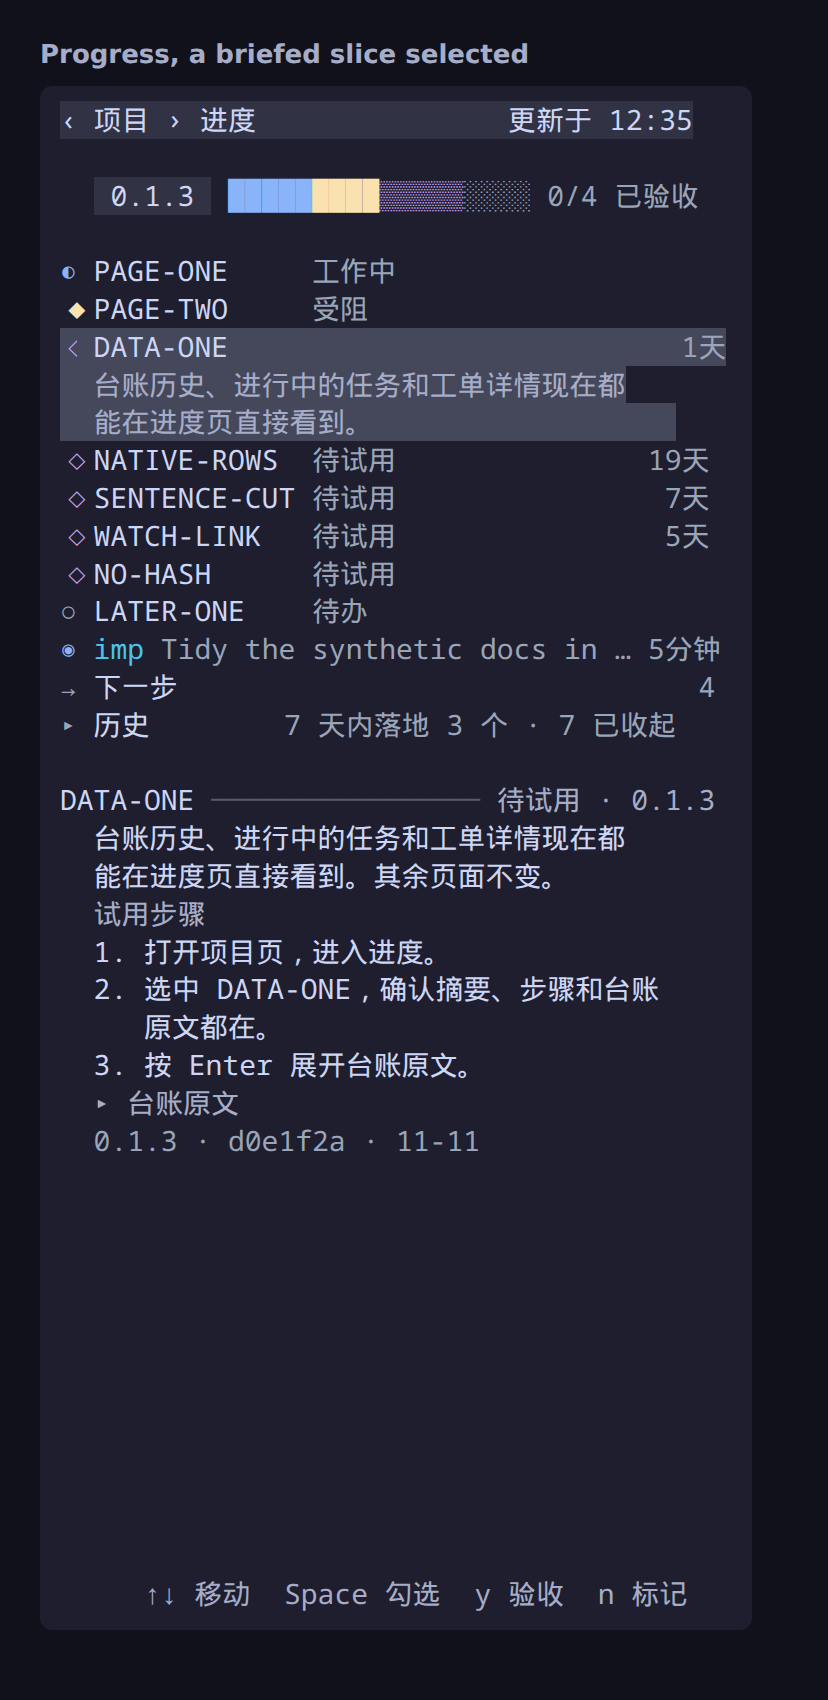 Progress, a briefed slice selected
‹ 项目 › 进度 更新于 12:35
0.1.3 0/4 已验收
◐ PAGE-ONE 工作中
◆ PAGE-TWO 受阻
DATA-ONE 1天
台账历史、进行中的任务和工单详情现在都
能在进度页直接看到。
◇ NATIVE-ROWS 待试用 19天
◇ SENTENCE-CUT 待试用 7天
◇ WATCH-LINK 待试用 5天
◇ NO-HASH 待试用
○ LATER-ONE 待办
◉ imp Tidy the synthetic docs in … 5分钟
→ 下一步 4
▸ 历史 7 天内落地 3 个 · 7 已收起
DATA-ONE ──────────────── 待试用 · 0.1.3
台账历史、进行中的任务和工单详情现在都
能在进度页直接看到。其余页面不变。
试用步骤
1. 打开项目页,进入进度。
2. 选中 DATA-ONE,确认摘要、步骤和台账
原文都在。
3. 按 Enter 展开台账原文。
▸ 台账原文
0.1.3 · d0e1f2a · 11-11
↑↓ 移动 Space 勾选 y 验收 n 标记